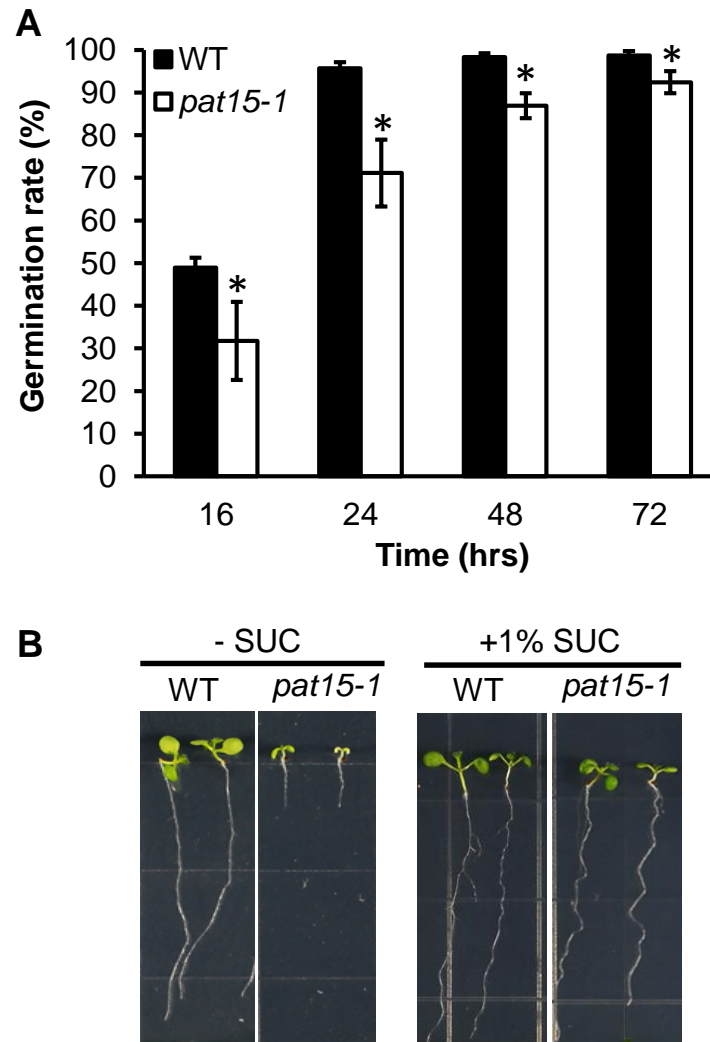 A
Germination rate (%)
100
90
80
70
60
50
40
30
20
10
0
WT
pat15-1
*
*
*
*
16 24 48 72
Time (hrs)
B
- SUC +1% SUC
WT pat15-1 WT pat15-1